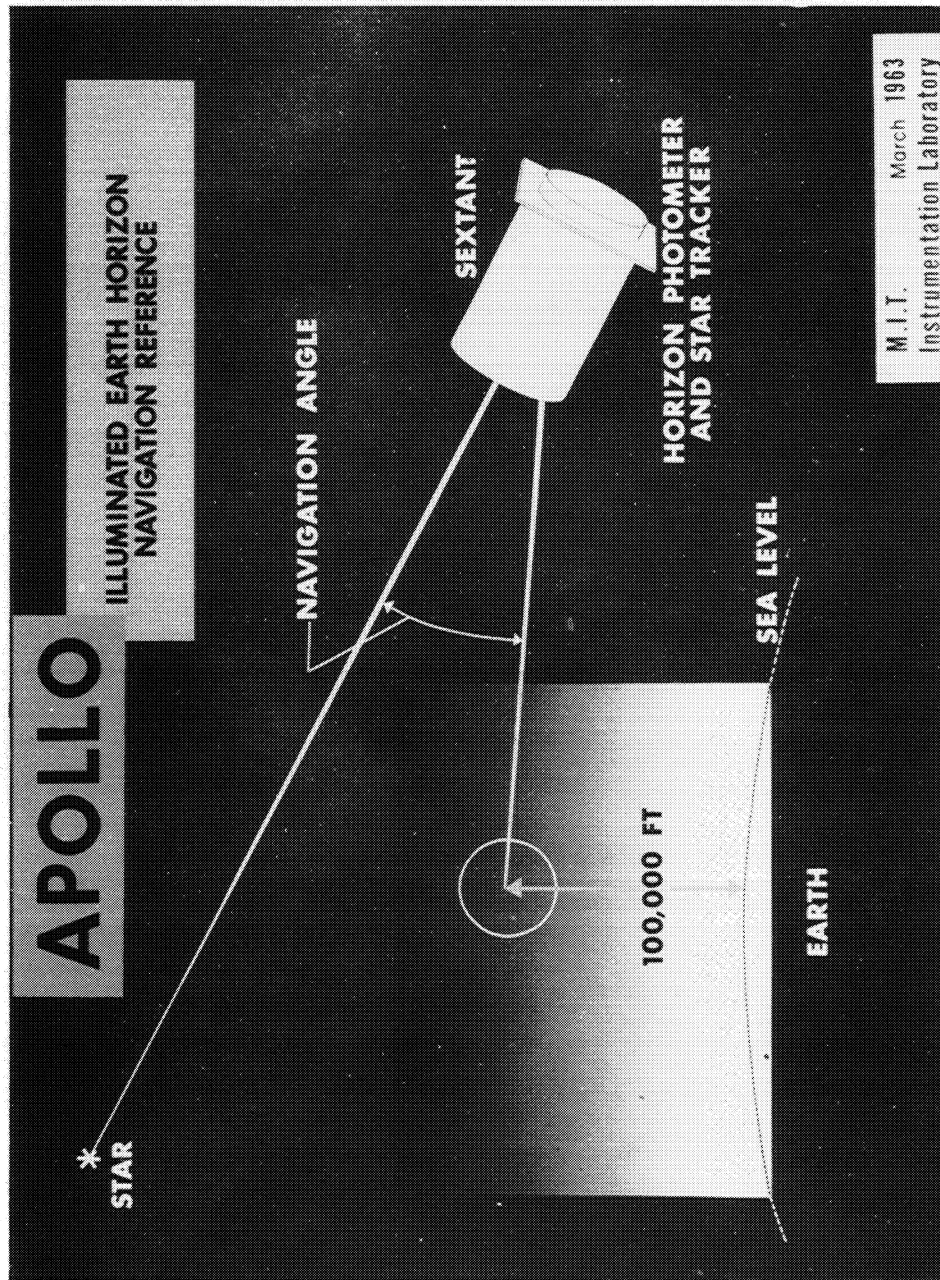 APOLLO
ILLUMINATED EARTH HORIZON
NAVIGATION REFERENCE
STAR
NAVIGATION ANGLE
SEXTANT
HORIZON PHOTOMETER
AND STAR TRACKER
100,000 FT
SEA LEVEL
EARTH
M.I.T. March 1963
Instrumentation Laboratory